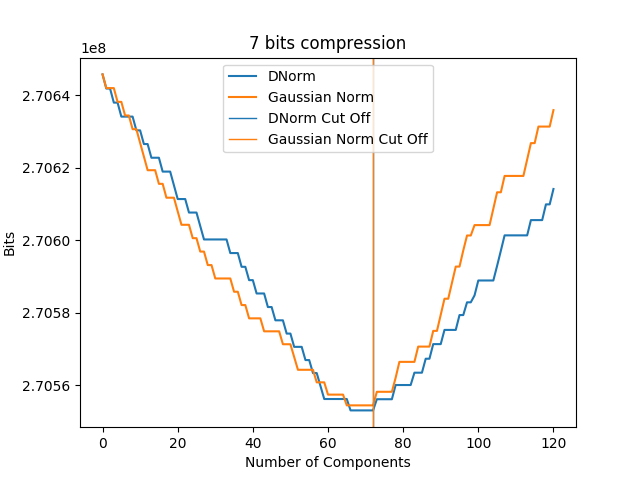 7 bits compression
1e8
DNorm
Gaussian Norm
DNorm Cut Off
Gaussian Norm Cut Off
2.7064
2.7062
2.7060
2.7058
2.7056
Bits
0 20 40 60 80 100 120
Number of Components